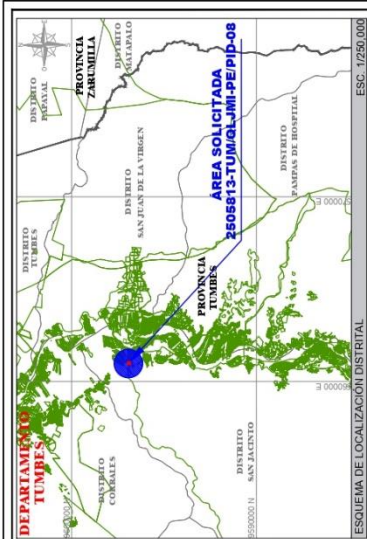 DEPARTAMENTO
TUMBES
DISTRITO
TUMBES
DISTRITO
PAPAYAL
PROVINCIA
ZARUMILLA
DISTRITO
MATAPALO
DISTRITO
CORRALES
DISTRITO
SAN JUAN DE LA VIRGEN
ÁREA SOLICITADA
2505813-TUM/QLJMI-PE/PID-08
PROVINCIA
TUMBES
DISTRITO
PAMPAS DE HOSPITAL
DISTRITO
SAN JACINTO
9590000 N
ESQUEMA DE LOCALIZACIÓN DISTRITAL
ESC. 1/250,000